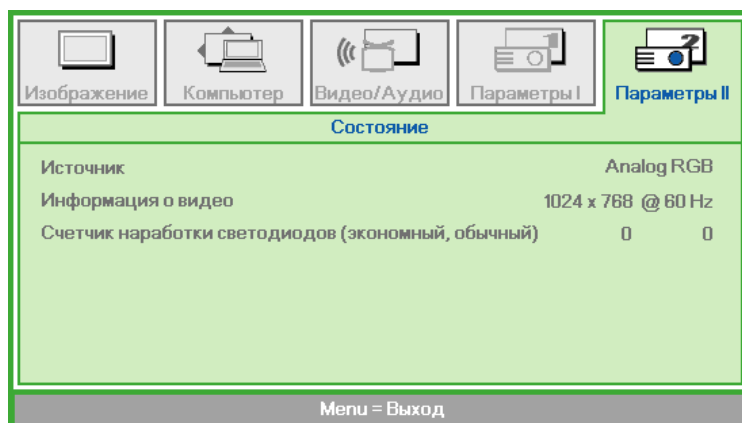 Изображение
Компьютер
Видео/Аудио
Параметры I
Параметры II
Состояние
Источник Analog RGB
Информация о видео 1024 x 768 @ 60 Hz
Счетчик наработки светодиодов (экономный, обычный) 0 0
Menu = Выход